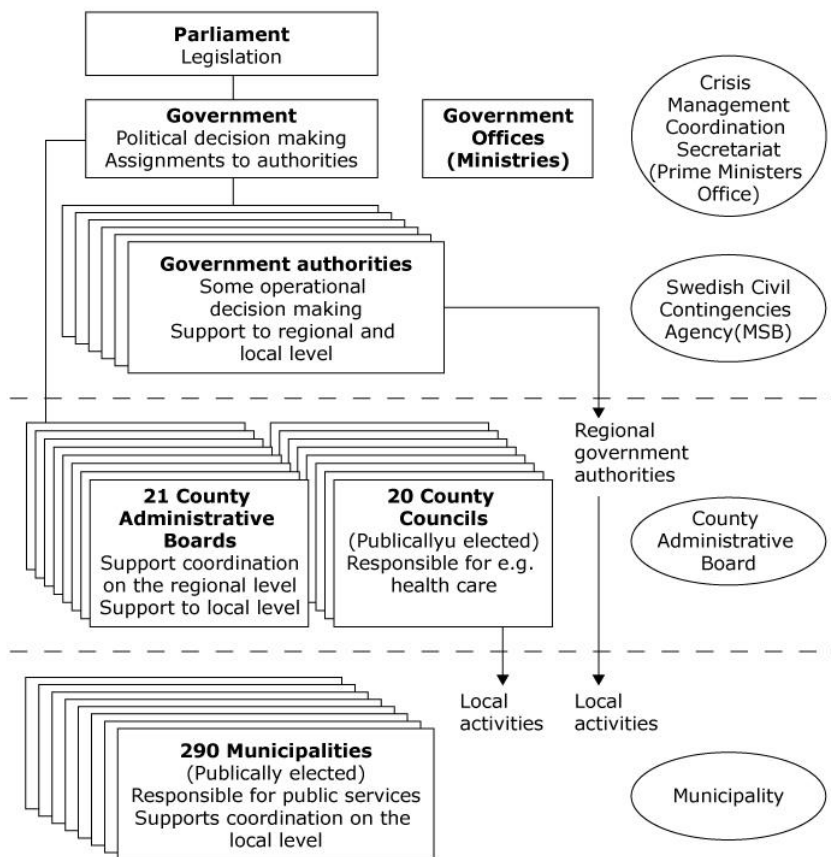 Parliament
Legislation
Government
Political decision making
Assignments to authorities
Government
Offices
(Ministries)
Crisis
Management
Coordination
Secretariat
(Prime Ministers
Office)
Government authorities
Some operational
decision making
Support to regional and
local level
Swedish Civil
Contingencies
Agency(MSB)
Regional
government
authorities
21 County
Administrative
Boards
Support coordination
on the regional level
Support to local level
20 County
Councils
(Publicallyu elected)
Responsible for e.g.
health care
County
Administrative
Board
Local
activities
Local
activities
290 Municipalities
(Publically elected)
Responsible for public services
Supports coordination on the
local level
Municipality